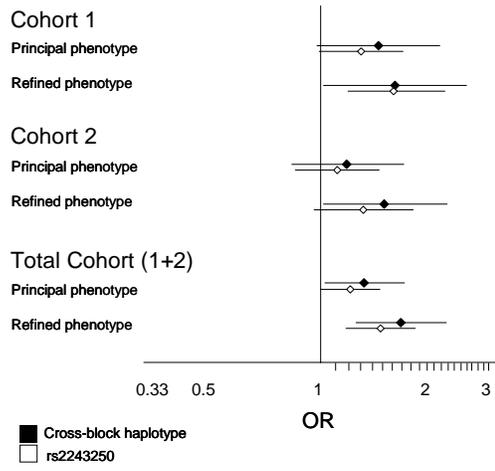 Cohort 1
Principal phenotype
Refined phenotype
Cohort 2
Principal phenotype
Refined phenotype
Total Cohort (1+2)
Principal phenotype
Refined phenotype
0.33 0.5 1 2 3
OR
Cross-block haplotype
rs2243250